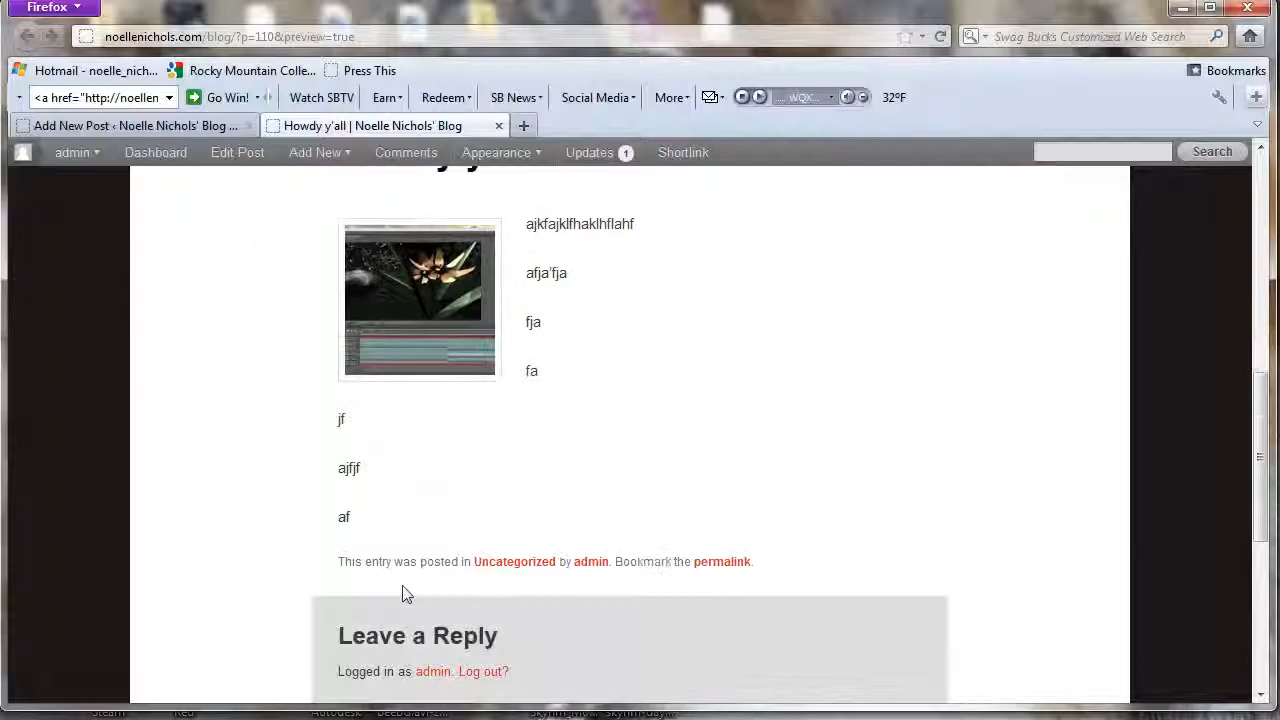 Firefox
noellenichols.com/blog/?p=110&preview=true
Swag Bucks Customized Web Search
Hotmail - noelle_nich...
Rocky Mountain Colle...
Press This
Bookmarks
<a href="http://noellen
Go Win!
Watch SBTV
Earn
Redeem
SB News
Social Media
More
32°F
Add New Post ‹ Noelle Nichols' Blog ...
Howdy y'all | Noelle Nichols' Blog
admin
Dashboard
Edit Post
Add New
Comments
Appearance
Updates 1
Shortlink
Search
ajkfajklfhaklhflahf
afja'fja
fja
fa
jf
ajfjf
af
This entry was posted in Uncategorized by admin. Bookmark the permalink.
Leave a Reply
Logged in as admin. Log out?